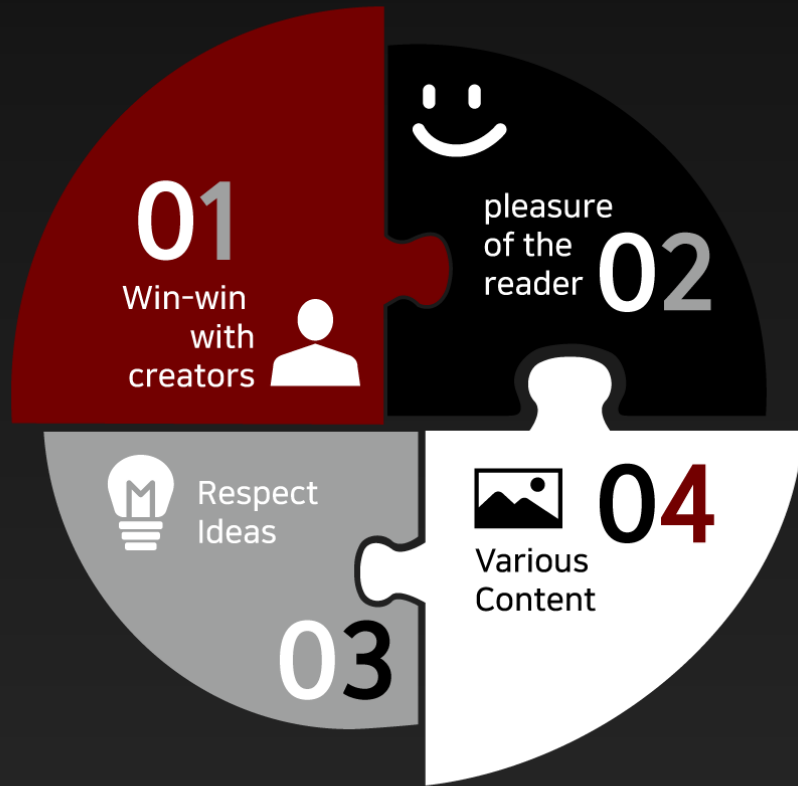 01
Win-win
with
creators
pleasure
of the
reader
02
Respect
Ideas
03
04
Various
Content